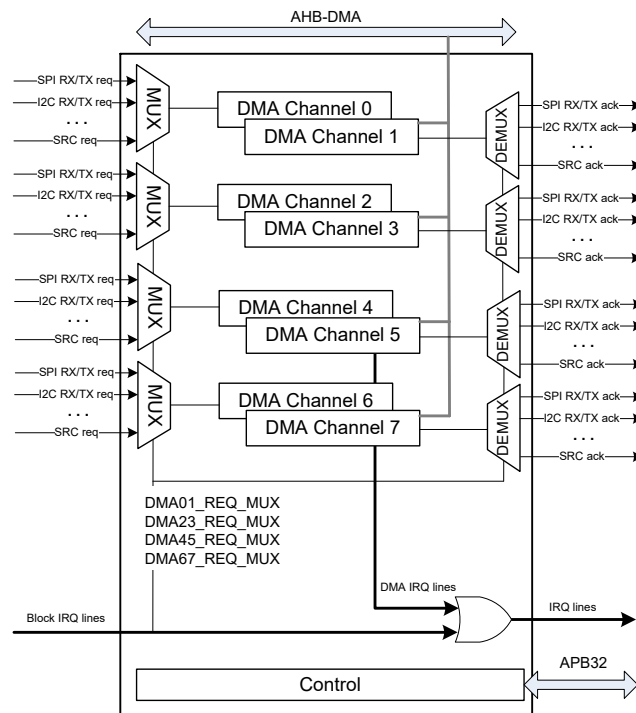 AHB-DMA
SPI RX/TX req
I2C RX/TX req
...
SRC req
MUX
DMA Channel 0
DMA Channel 1
DEMUX
SPI RX/TX ack
I2C RX/TX ack
...
SRC ack
SPI RX/TX req
I2C RX/TX req
...
SRC req
MUX
DMA Channel 2
DMA Channel 3
DEMUX
SPI RX/TX ack
I2C RX/TX ack
...
SRC ack
SPI RX/TX req
I2C RX/TX req
...
SRC req
MUX
DMA Channel 4
DMA Channel 5
DEMUX
SPI RX/TX ack
I2C RX/TX ack
...
SRC ack
SPI RX/TX req
I2C RX/TX req
...
SRC req
MUX
DMA Channel 6
DMA Channel 7
DEMUX
SPI RX/TX ack
I2C RX/TX ack
...
SRC ack
DMA01_REQ_MUX
DMA23_REQ_MUX
DMA45_REQ_MUX
DMA67_REQ_MUX
DMA IRQ lines
Block IRQ lines
IRQ lines
Control
APB32